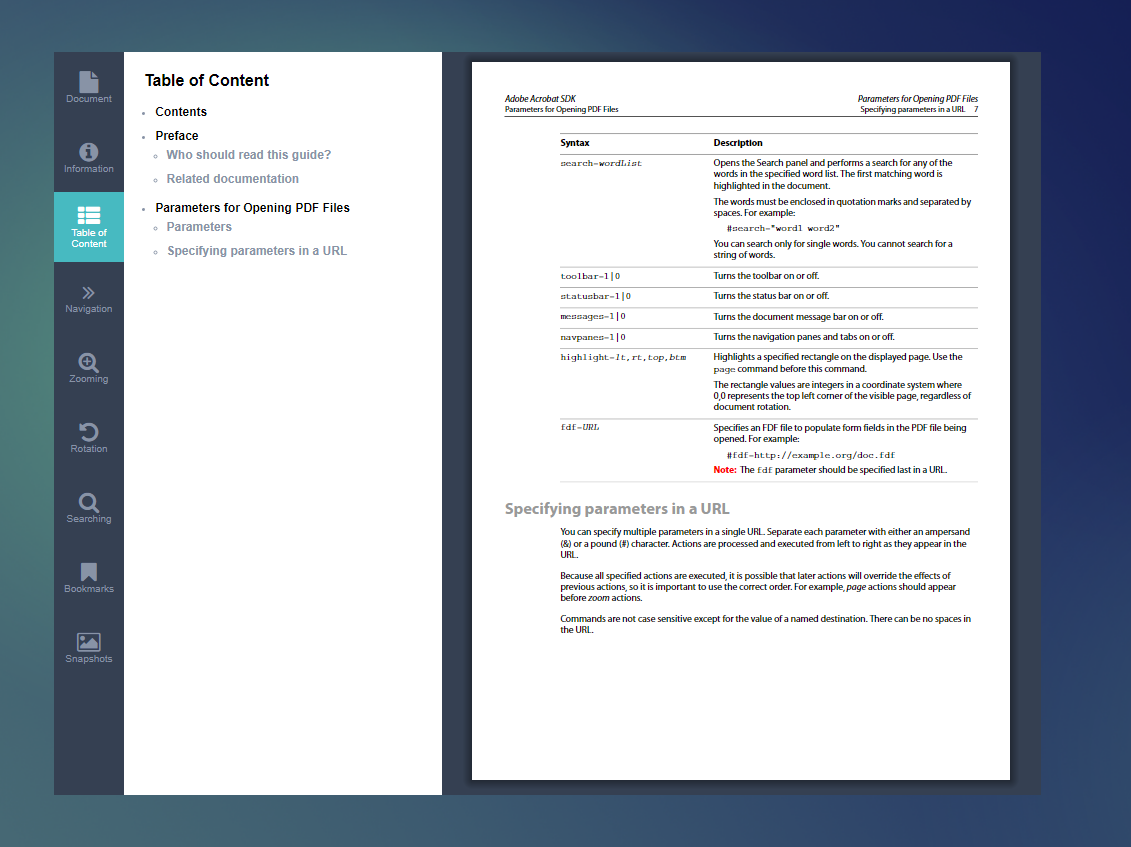 Document
Information
Table of
Content
Navigation
Zooming
Rotation
Searching
Bookmarks
Snapshots
Table of Content
Contents
Preface
Who should read this guide?
Related documentation
Parameters for Opening PDF Files
Parameters
Specifying parameters in a URL
Adobe Acrobat SDK
Parameters for Opening PDF Files
Parameters for Opening PDF Files
Specifying parameters in a URL 7
Syntax Description
search=wordList Opens the Search panel and performs a search for any of the
words in the specified word list. The first matching word is
highlighted in the document.
The words must be enclosed in quotation marks and separated by
spaces. For example:
#search="word1 word2"
You can search only for single words. You cannot search for a
string of words.
toolbar=1|0 Turns the toolbar on or off.
statusbar=1|0 Turns the status bar on or off.
messages=1|0 Turns the document message bar on or off.
navpanes=1|0 Turns the navigation panes and tabs on or off.
highlight=lt,rt,top,btm Highlights a specified rectangle on the displayed page. Use the
page command before this command.
The rectangle values are integers in a coordinate system where
0,0 represents the top left corner of the visible page, regardless of
document rotation.
fdf=URL Specifies an FDF file to populate form fields in the PDF file being
opened. For example:
#fdf=http://example.org/doc.fdf
Note: The fdf parameter should be specified last in a URL.
Specifying parameters in a URL
You can specify multiple parameters in a single URL. Separate each parameter with either an ampersand
(&) or a pound (#) character. Actions are processed and executed from left to right as they appear in the
URL.
Because all specified actions are executed, it is possible that later actions will override the effects of
previous actions, so it is important to use the correct order. For example, page actions should appear
before zoom actions.
Commands are not case sensitive except for the value of a named destination. There can be no spaces in
the URL.